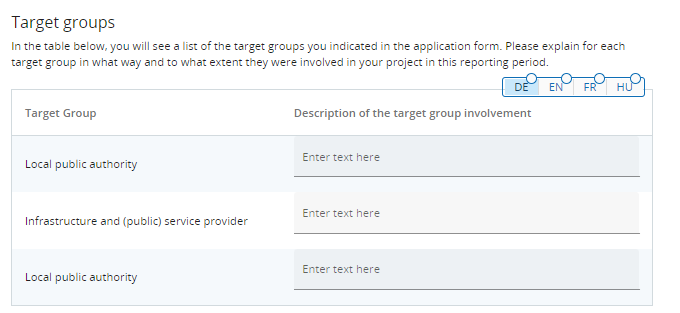 Target groups
In the table below, you will see a list of the target groups you indicated in the application form. Please explain for each
target group in what way and to what extent they were involved in your project in this reporting period.
DE EN FR HU
Target Group Description of the target group involvement
Local public authority Enter text here
Infrastructure and (public) service provider Enter text here
Local public authority Enter text here